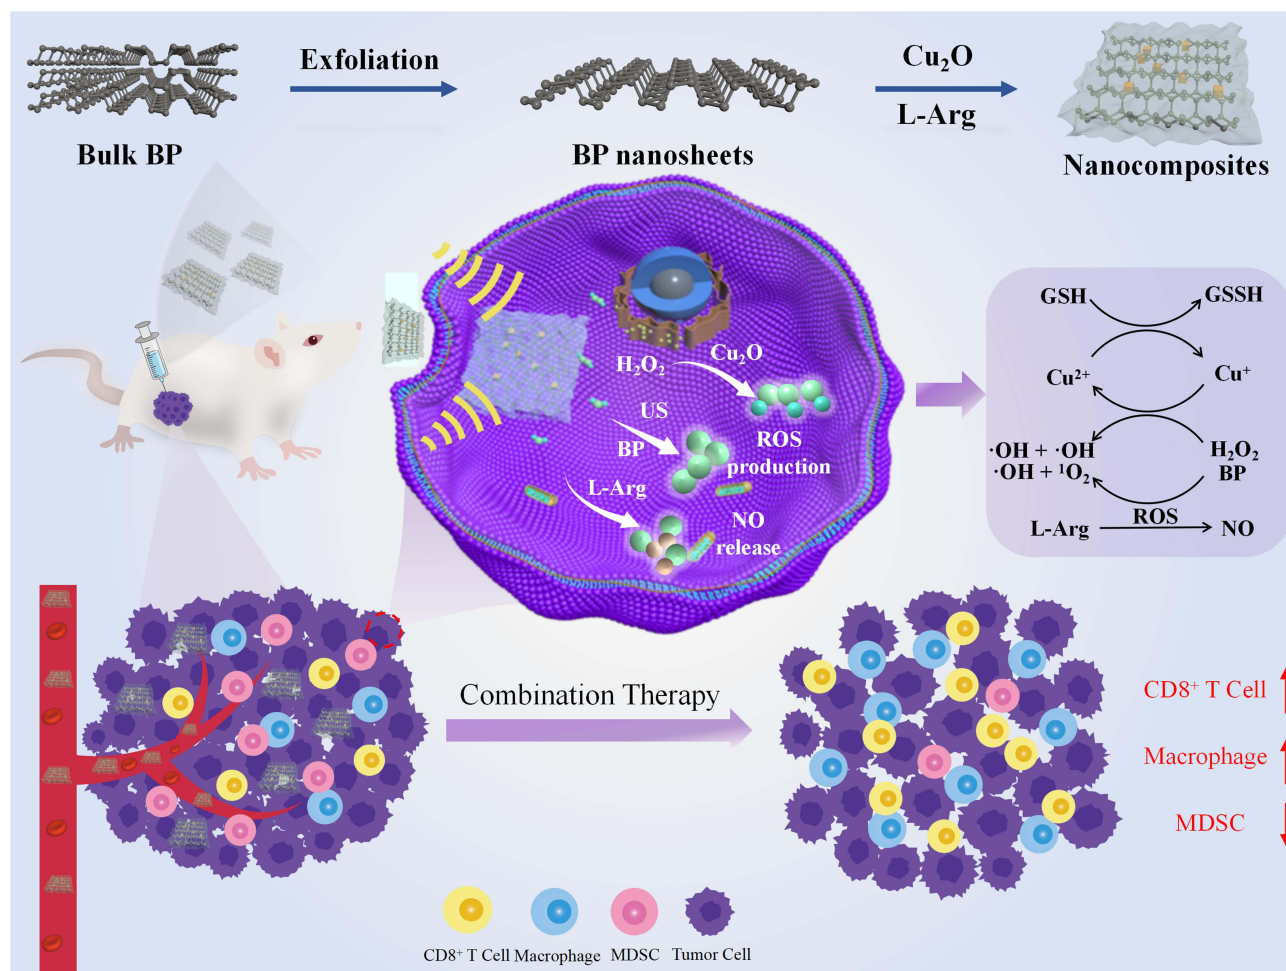 Exfoliation
Cu₂O
L-Arg
Bulk BP
BP nanosheets
Nanocomposites
H₂O₂
Cu₂O
US
BP
ROS
production
L-Arg
NO
release
GSH
GSSH
Cu²⁺
Cu⁺
·OH + ·OH
·OH + ¹O₂
H₂O₂
BP
ROS
L-Arg
NO
Combination Therapy
CD8⁺ T Cell
Macrophage
MDSC
CD8⁺ T Cell Macrophage MDSC Tumor Cell